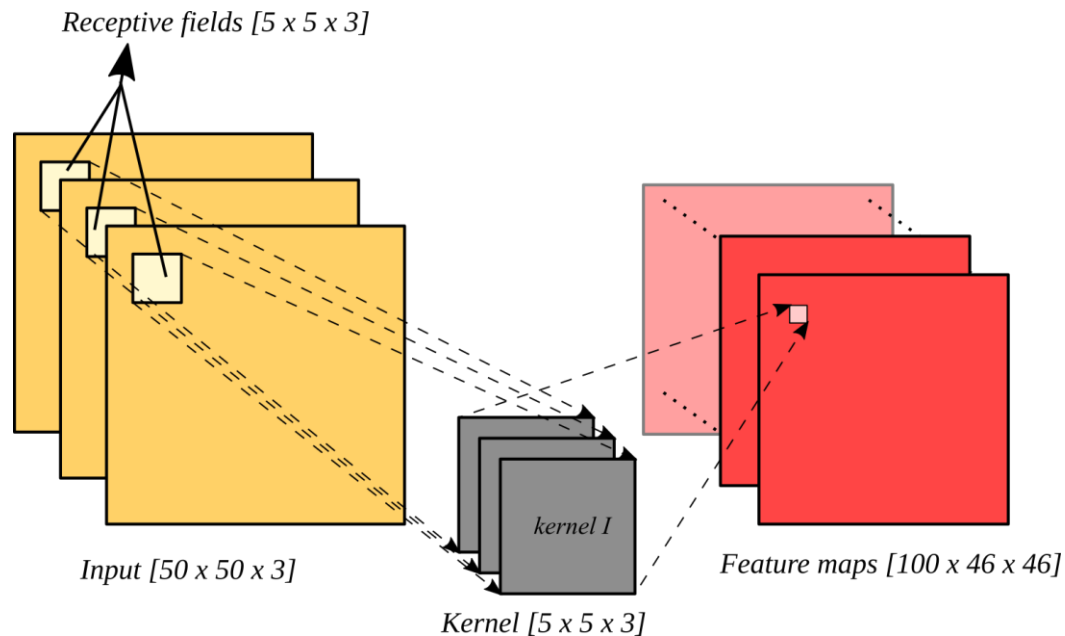 Receptive fields [5 x 5 x 3]
kernel I
Input [50 x 50 x 3]
Feature maps [100 x 46 x 46]
Kernel [5 x 5 x 3]